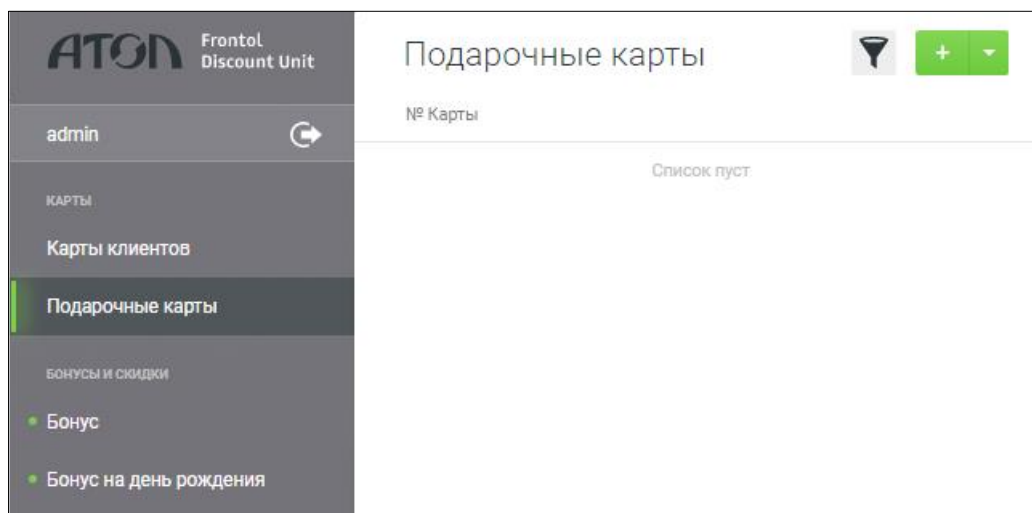 ATOL Frontol
Discount Unit
admin
КАРТЫ
Карты клиентов
Подарочные карты
БОНУСЫ И СКИДКИ
Бонус
Бонус на день рождения
Подарочные карты
+
№ Карты
Список пуст